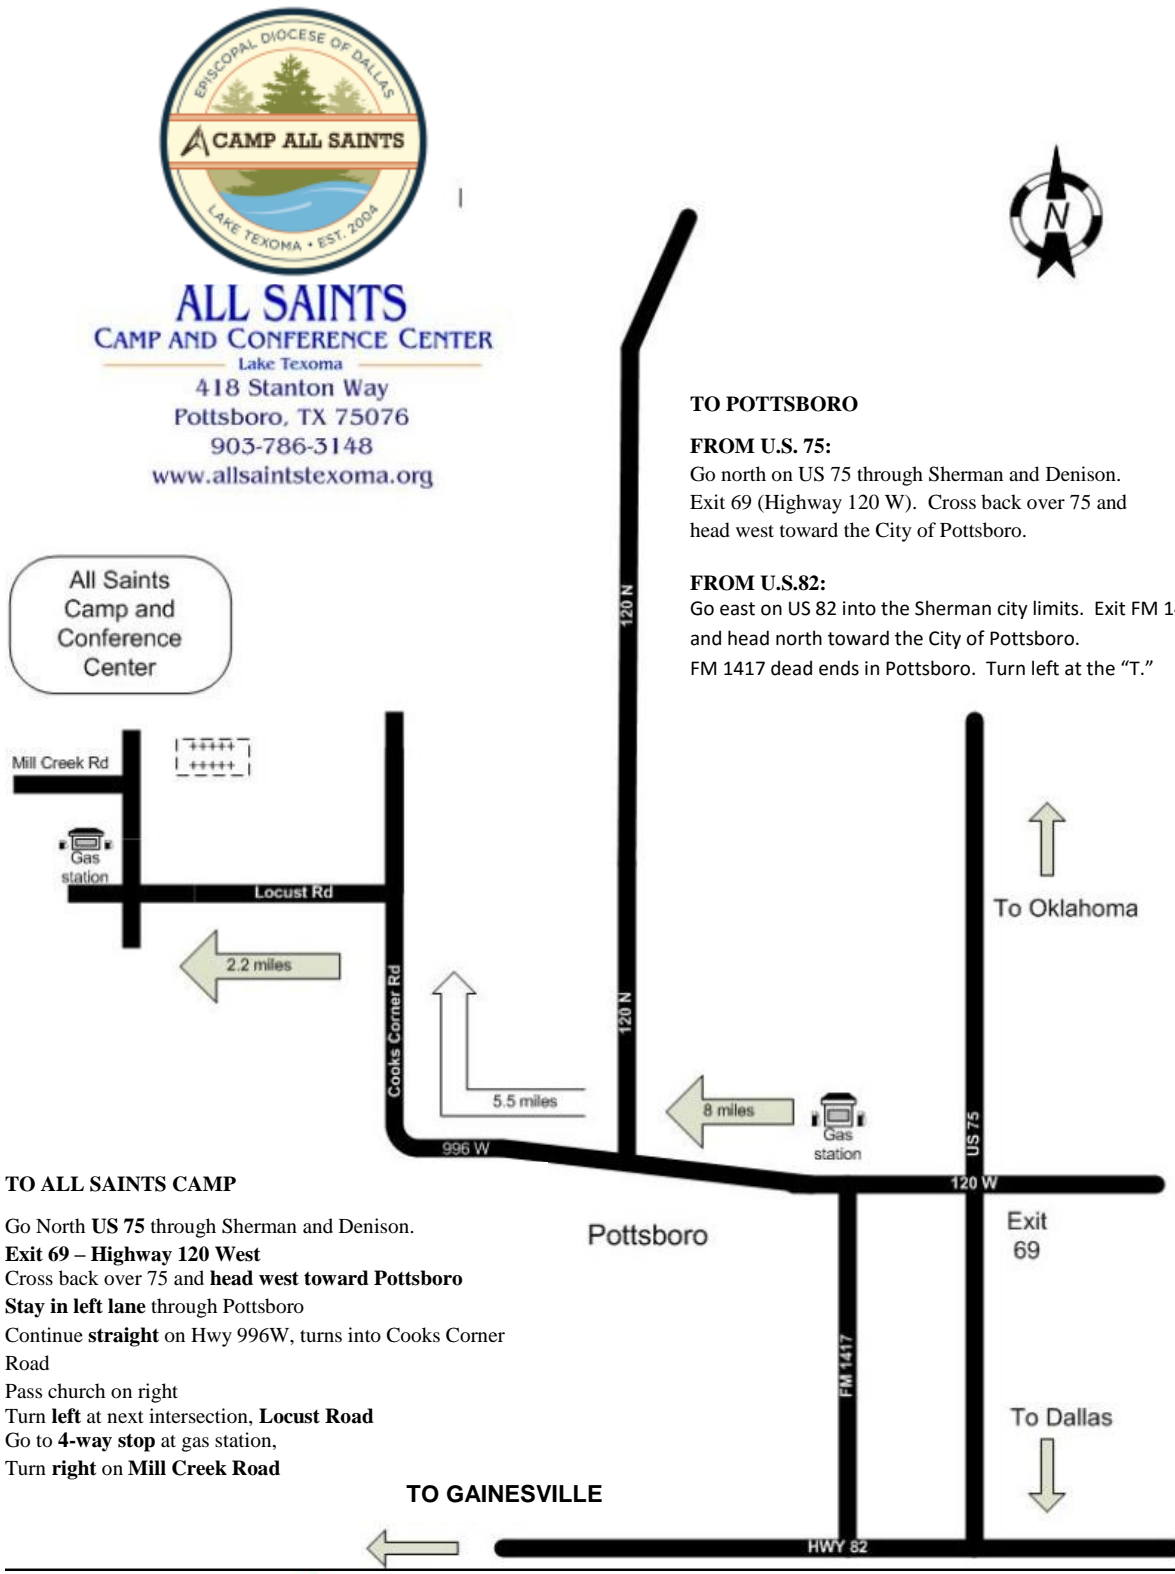 EPISCOPAL DIOCESE OF DALLAS
CAMP ALL SAINTS
LAKE TEXOMA • EST. 2004
ALL SAINTS
CAMP AND CONFERENCE CENTER
Lake Texoma
418 Stanton Way
Pottsboro, TX 75076
903-786-3148
www.allsaintstexoma.org
N
TO POTTSBORO
FROM U.S. 75:
Go north on US 75 through Sherman and Denison.
Exit 69 (Highway 120 W). Cross back over 75 and
head west toward the City of Pottsboro.
FROM U.S.82:
Go east on US 82 into the Sherman city limits. Exit FM
and head north toward the City of Pottsboro.
FM 1417 dead ends in Pottsboro. Turn left at the “T.”
All Saints
Camp and
Conference
Center
120 N
Mill Creek Rd
+++++
+++++
Gas
station
Locust Rd
2.2 miles
Cooks Corner Rd
120 N
5.5 miles
8 miles
Gas
station
To Oklahoma
US 75
996 W
120 W
Pottsboro
Exit
69
FM 1417
To Dallas
TO ALL SAINTS CAMP
Go North US 75 through Sherman and Denison.
Exit 69 – Highway 120 West
Cross back over 75 and head west toward Pottsboro
Stay in left lane through Pottsboro
Continue straight on Hwy 996W, turns into Cooks Corner
Road
Pass church on right
Turn left at next intersection, Locust Road
Go to 4-way stop at gas station,
Turn right on Mill Creek Road
TO GAINESVILLE
HWY 82